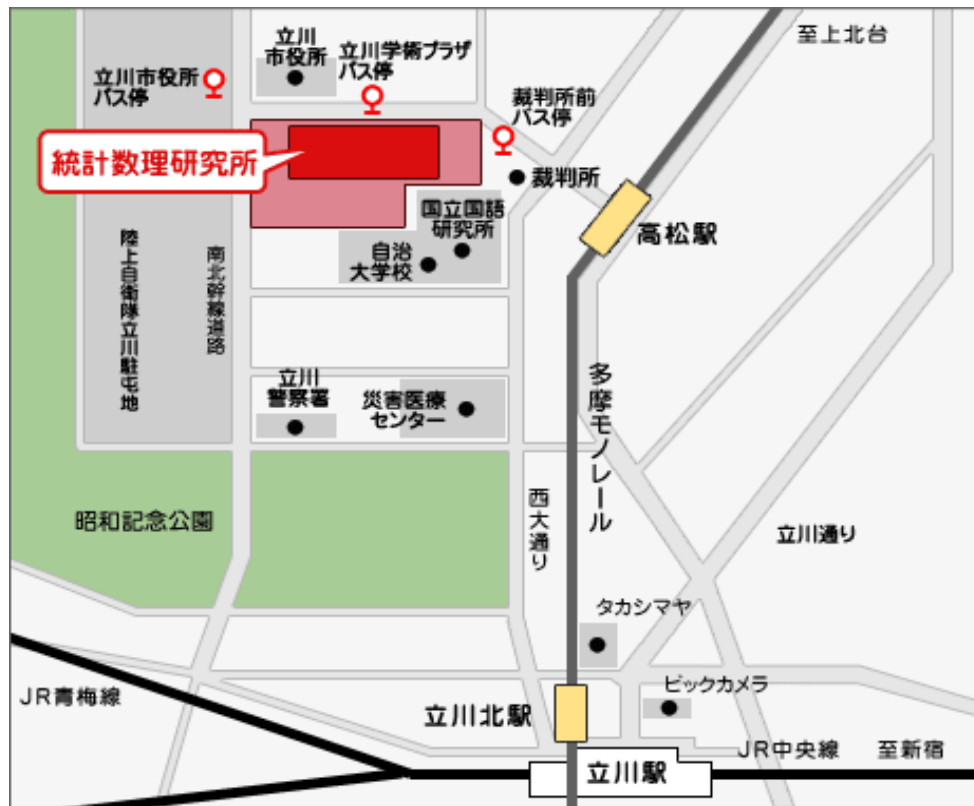 至上北台
立川
市役所
立川学術プラザ
バス停
立川市役所
バス停
裁判所前
バス停
統計数理研究所
裁判所
国立国語
研究所
高松駅
自治
大学校
陸上自衛隊立川駐屯地
南北幹線道路
多摩モノレール
立川
警察署
災害医療
センター
西大通り
昭和記念公園
立川通り
タカシマヤ
JR青梅線
ビックカメラ
立川北駅
JR中央線
至新宿
立川駅